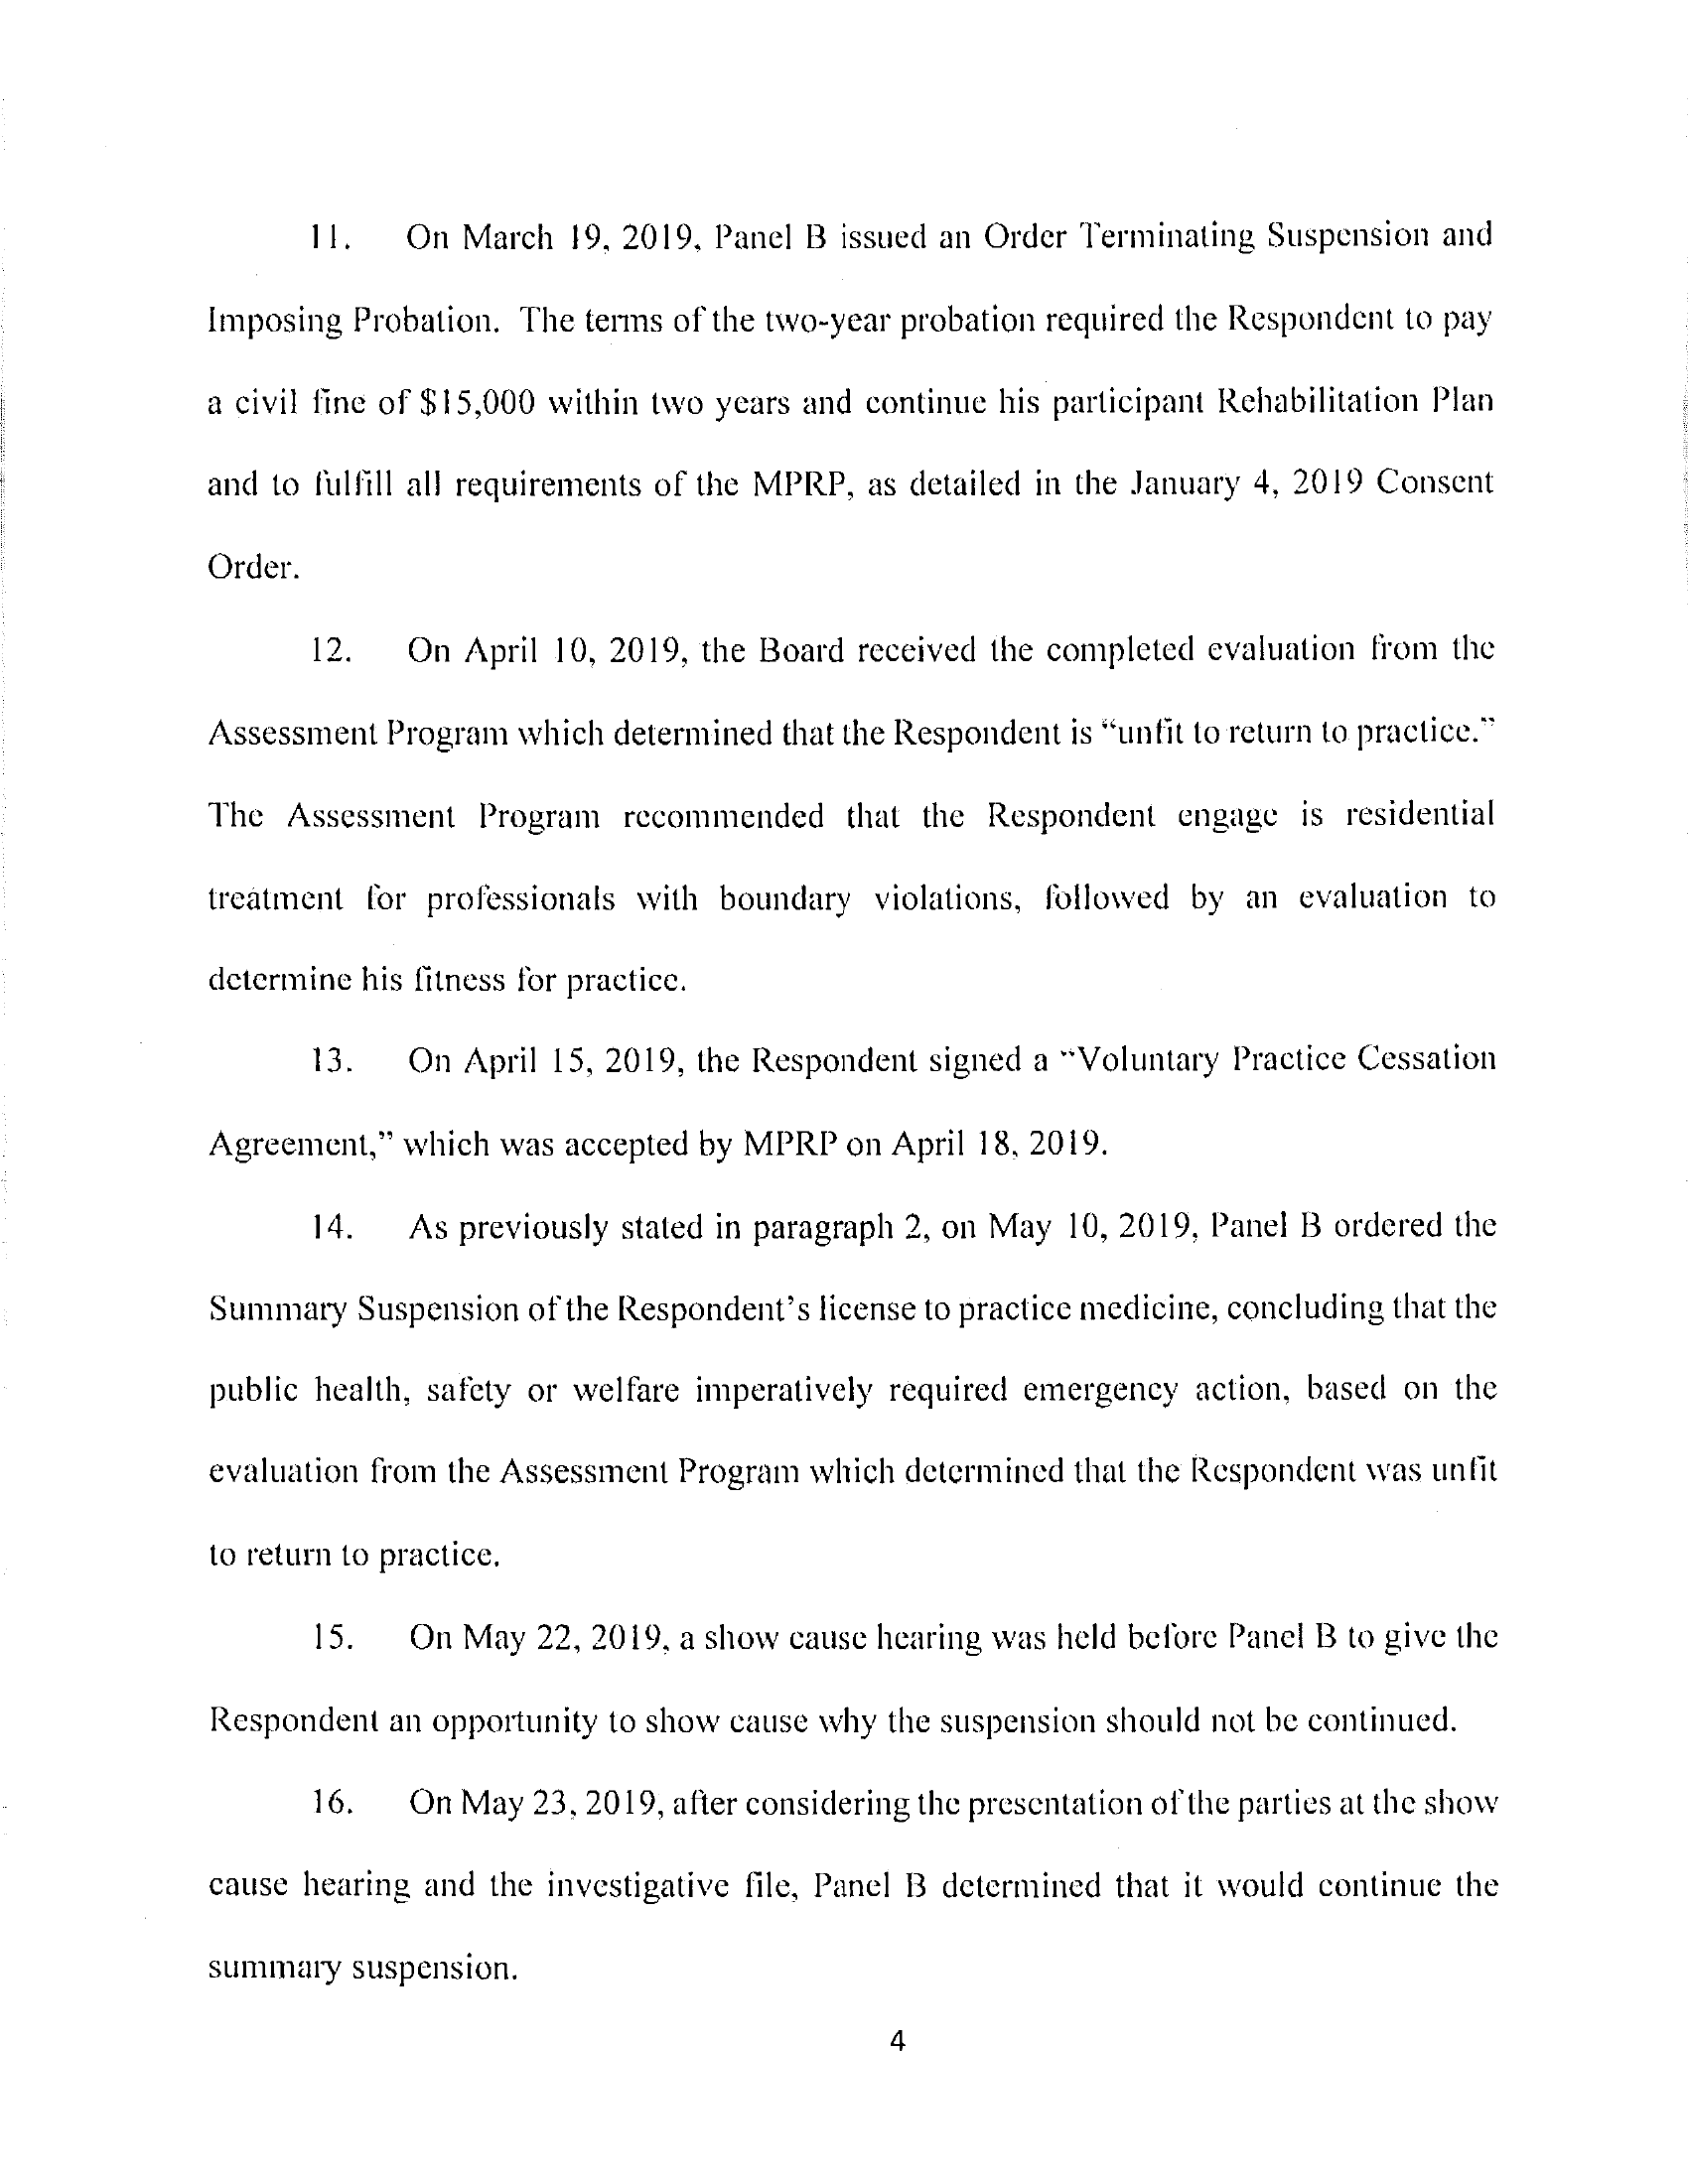 11. On March 19, 2019, Panel B issued an Order Terminating Suspension and
Imposing Probation. The terms of the two-year probation required the Respondent to pay
a civil fine of $15,000 within two years and continue his participant Rehabilitation Plan
and to fulfill all requirements of the MPRP, as detailed in the January 4, 2019 Consent
Order.
12. On April 10, 2019, the Board received the completed evaluation from the
Assessment Program which determined that the Respondent is “unfit to return to practice.”
The Assessment Program recommended that the Respondent engage is residential
treatment for professionals with boundary violations, followed by an evaluation to
determine his fitness for practice.
13. On April 15, 2019, the Respondent signed a “Voluntary Practice Cessation
Agreement,” which was accepted by MPRP on April 18, 2019.
14. As previously stated in paragraph 2, on May 10, 2019, Panel B ordered the
Summary Suspension of the Respondent’s license to practice medicine, concluding that the
public health, safety or welfare imperatively required emergency action, based on the
evaluation from the Assessment Program which determined that the Respondent was unfit
to return to practice.
15. On May 22, 2019, a show cause hearing was held before Panel B to give the
Respondent an opportunity to show cause why the suspension should not be continued.
16. On May 23, 2019, after considering the presentation of the parties at the show
cause hearing and the investigative file, Panel B determined that it would continue the
summary suspension.
4